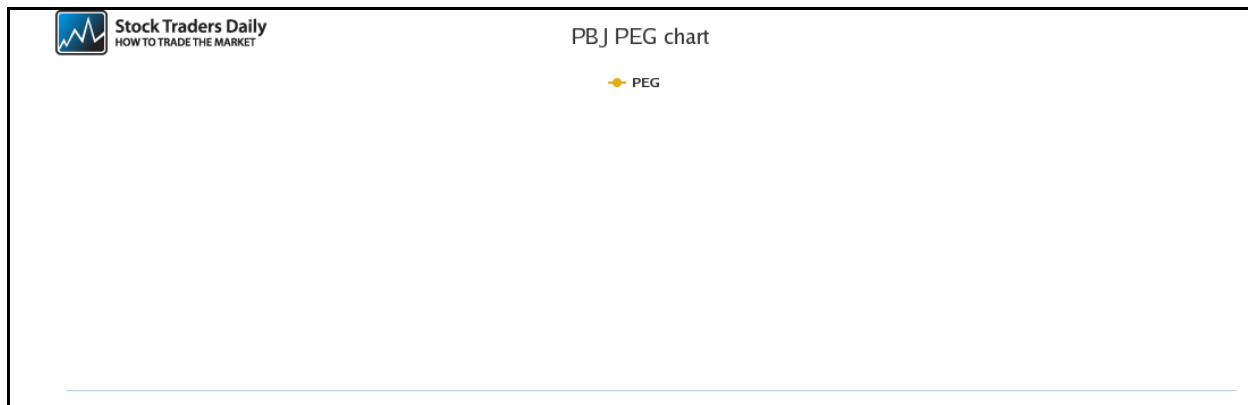 Stock Traders Daily
HOW TO TRADE THE MARKET
PBJ PEG chart
PEG